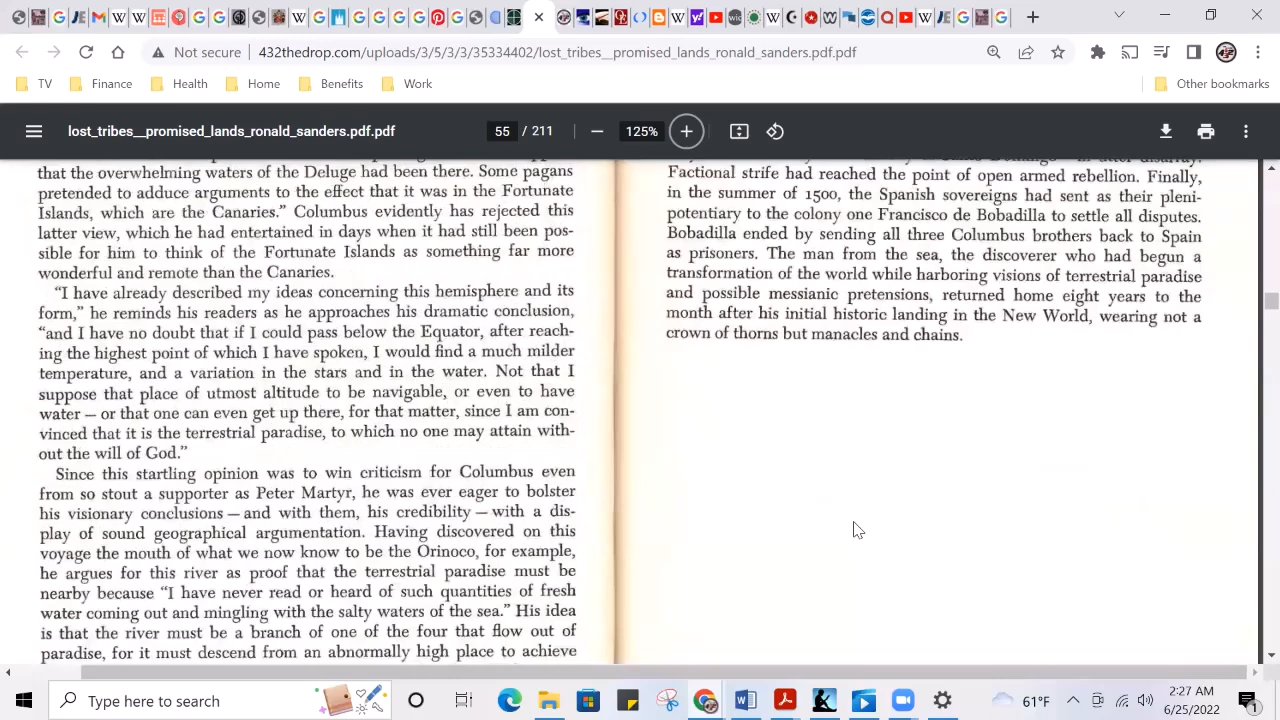 Not secure
432thedrop.com/uploads/3/5/3/3/35334402/lost_tribes__promised_lands_ronald_sanders.pdf.pdf
TV
Finance
Health
Home
Benefits
Work
Other bookmarks
lost_tribes__promised_lands_ronald_sanders.pdf.pdf
55 / 211
125%
that the overwhelming waters of the Deluge had been there. Some pagans
pretended to adduce arguments to the effect that it was in the Fortunate
Islands, which are the Canaries.” Columbus evidently has rejected this
latter view, which he had entertained in days when it had still been pos-
sible for him to think of the Fortunate Islands as something far more
wonderful and remote than the Canaries.
“I have already described my ideas concerning this hemisphere and its
form,” he reminds his readers as he approaches his dramatic conclusion,
“and I have no doubt that if I could pass below the Equator, after reach-
ing the highest point of which I have spoken, I would find a much milder
temperature, and a variation in the stars and in the water. Not that I
suppose that place of utmost altitude to be navigable, or even to have
water — or that one can even get up there, for that matter, since I am con-
vinced that it is the terrestrial paradise, to which no one may attain with-
out the will of God.”
Since this startling opinion was to win criticism for Columbus even
from so stout a supporter as Peter Martyr, he was ever eager to bolster
his visionary conclusions — and with them, his credibility — with a dis-
play of sound geographical argumentation. Having discovered on this
voyage the mouth of what we now know to be the Orinoco, for example,
he argues for this river as proof that the terrestrial paradise must be
nearby because “I have never read or heard of such quantities of fresh
water coming out and mingling with the salty waters of the sea.” His idea
is that the river must be a branch of one of the four that flow out of
paradise, for it must descend from an abnormally high place to achieve
Factional strife had reached the point of open armed rebellion. Finally,
in the summer of 1500, the Spanish sovereigns had sent as their pleni-
potentiary to the colony one Francisco de Bobadilla to settle all disputes.
Bobadilla ended by sending all three Columbus brothers back to Spain
as prisoners. The man from the sea, the discoverer who had begun a
transformation of the world while harboring visions of terrestrial paradise
and possible messianic pretensions, returned home eight years to the
month after his initial historic landing in the New World, wearing not a
crown of thorns but manacles and chains.
Type here to search
61°F
2:27 AM
6/25/2022